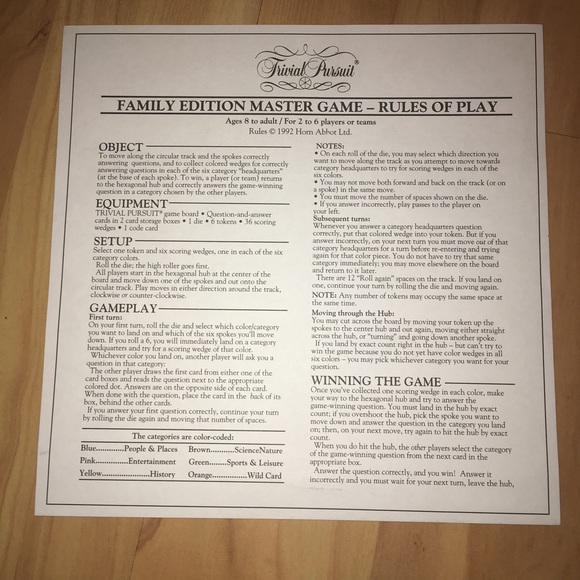 Trivial Pursuit®
FAMILY EDITION MASTER GAME – RULES OF PLAY
Ages 8 to adult / For 2 to 6 players or teams
Rules © 1992 Horn Abbot Ltd.
OBJECT
To move along the circular track and the spokes correctly
answering questions, and to collect colored wedges for correctly
answering questions in each of the six category "headquarters"
(at the base of each spoke). To win, a player (or team) returns
to the hexagonal hub and correctly answers the game-winning
question in a category chosen by the other players.
EQUIPMENT
TRIVIAL PURSUIT® game board • Question-and-answer
cards in 2 card storage boxes • 1 die • 6 tokens • 36 scoring
wedges • 1 code card
SETUP
Select one token and six scoring wedges, one in each of the six
category colors.
Roll the die; the high roller goes first.
All players start in the hexagonal hub at the center of the
board and move down one of the spokes and out onto the
circular track. Play moves in either direction around the track,
clockwise or counter-clockwise.
GAMEPLAY
First turn:
On your first turn, roll the die and select which color/category
you want to land on and which of the six spokes you'll move
down. If you roll a 6, you will immediately land on a category
headquarters and try for a scoring wedge of that color.
Whichever color you land on, another player will ask you a
question in that category:
The other player draws the first card from either one of the
card boxes and reads the question next to the appropriate
colored dot. Answers are on the opposite side of each card.
When done with the question, place the card in the back of its
box, behind the other cards.
If you answer your first question correctly, continue your turn
by rolling the die again and moving that number of spaces.
The categories are color-coded:
Blue..............People & Places Brown..........ScienceNature
Pink................Entertainment Green.........Sports & Leisure
Yellow.........................History Orange..................Wild Card
NOTES:
• On each roll of the die, you may select which direction you
want to move along the track as you attempt to move towards
category headquarters to try for scoring wedges in each of the
six colors.
• You may not move both forward and back on the track (or on
a spoke) in the same move.
• You must move the number of spaces shown on the die.
• If you answer incorrectly, play passes to the player on
your left.
Subsequent turns:
Whenever you answer a category headquarters question
correctly, put that colored wedge into your token. But if you
answer incorrectly, on your next turn you must move out of that
category headquarters for a turn before re-entering and trying
again for that color piece. You do not have to try that same
category immediately; you may move elsewhere on the board
and return to it later.
There are 12 "Roll again" spaces on the track. If you land on
one, continue your turn by rolling the die and moving again.
NOTE: Any number of tokens may occupy the same space at
the same time.
Moving through the Hub:
You may cut across the board by moving your token up the
spokes to the center hub and out again, moving either straight
across the hub, or "turning" and going down another spoke.
If you land by exact count right in the hub – but can't try to
win the game because you do not yet have color wedges in all
six colors – you may pick whichever category you want for your
question.
WINNING THE GAME
Once you've collected one scoring wedge in each color, make
your way to the hexagonal hub and try to answer the
game-winning question. You must land in the hub by exact
count; if you overshoot the hub, pick the spoke you want to
move down and answer the question in the category you land
on; then, on your next move, try again to hit the hub by exact
count.
When you do hit the hub, the other players select the category
of the game-winning question from the next card in the
appropriate box.
Answer the question correctly, and you win! Answer it
incorrectly and you must wait for your next turn, leave the hub,